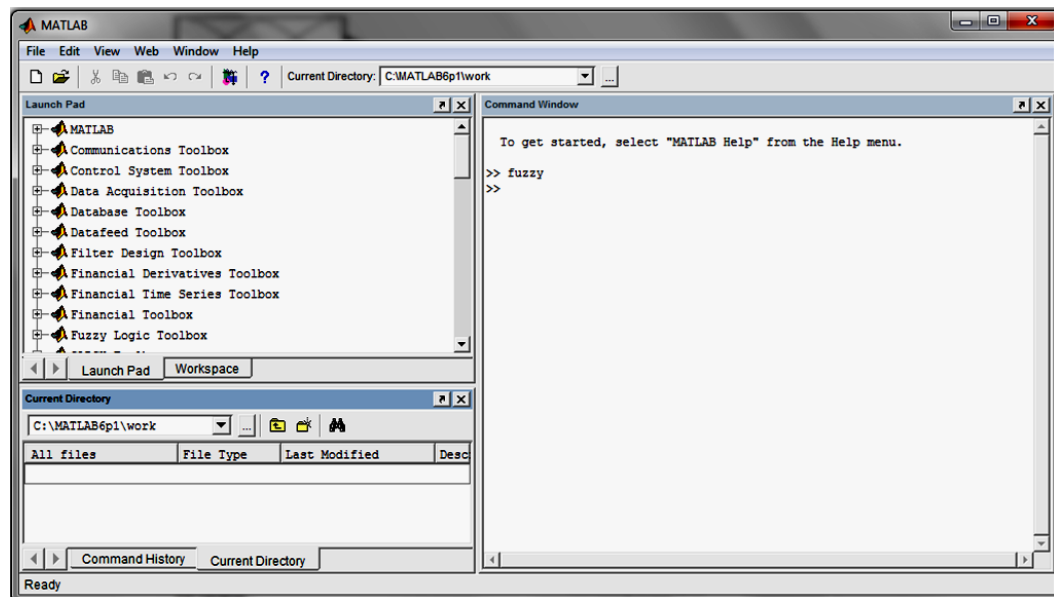 MATLAB
File Edit View Web Window Help
? Current Directory: C:\MATLAB6p1\work ...
Launch Pad
MATLAB
Communications Toolbox
Control System Toolbox
Data Acquisition Toolbox
Database Toolbox
Datafeed Toolbox
Filter Design Toolbox
Financial Derivatives Toolbox
Financial Time Series Toolbox
Financial Toolbox
Fuzzy Logic Toolbox
Launch Pad Workspace
Current Directory
C:\MATLAB6p1\work ...
All files File Type Last Modified Desc
Command History Current Directory
Command Window
To get started, select "MATLAB Help" from the Help menu.
>> fuzzy
>>
Ready